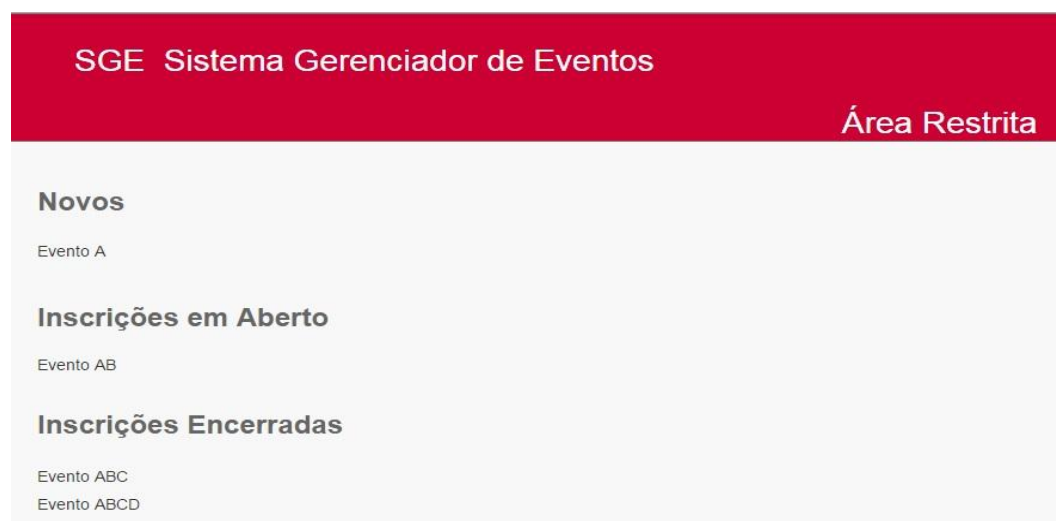 SGE Sistema Gerenciador de Eventos
Área Restrita
Novos
Evento A
Inscrições em Aberto
Evento AB
Inscrições Encerradas
Evento ABC
Evento ABCD